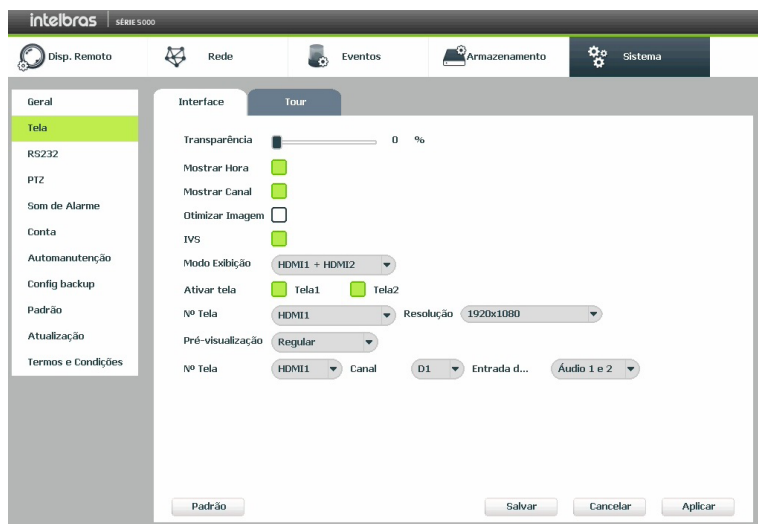 intelbras SÉRIE 5000
Disp. Remoto Rede Eventos Armazenamento Sistema
Geral
Tela
RS232
PTZ
Som de Alarme
Conta
Automanutenção
Config backup
Padrão
Atualização
Termos e Condições
Interface Tour
Transparência 0 %
Mostrar Hora
Mostrar Canal
Otimizar Imagem
IVS
Modo Exibição HDMI1 + HDMI2
Ativar tela Tela1 Tela2
Nº Tela HDMI1 Resolução 1920x1080
Pré-visualização Regular
Nº Tela HDMI1 Canal D1 Entrada d... Áudio 1 e 2
Padrão Salvar Cancelar Aplicar